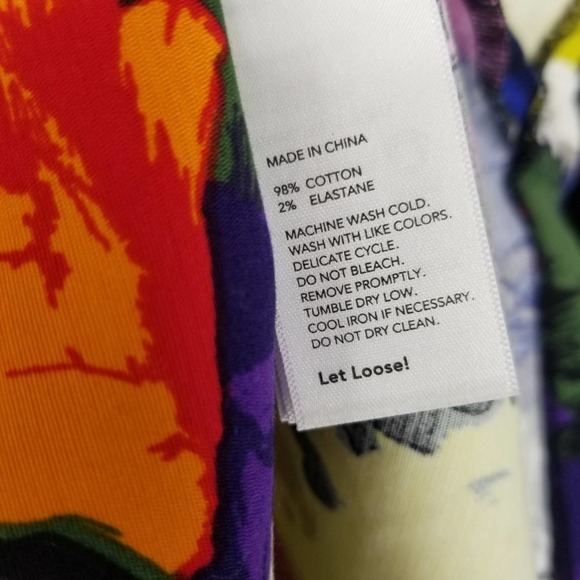 MADE IN CHINA
98% COTTON
2% ELASTANE
MACHINE WASH COLD.
WASH WITH LIKE COLORS.
DELICATE CYCLE.
DO NOT BLEACH.
REMOVE PROMPTLY.
TUMBLE DRY LOW.
COOL IRON IF NECESSARY.
DO NOT DRY CLEAN.
Let Loose!